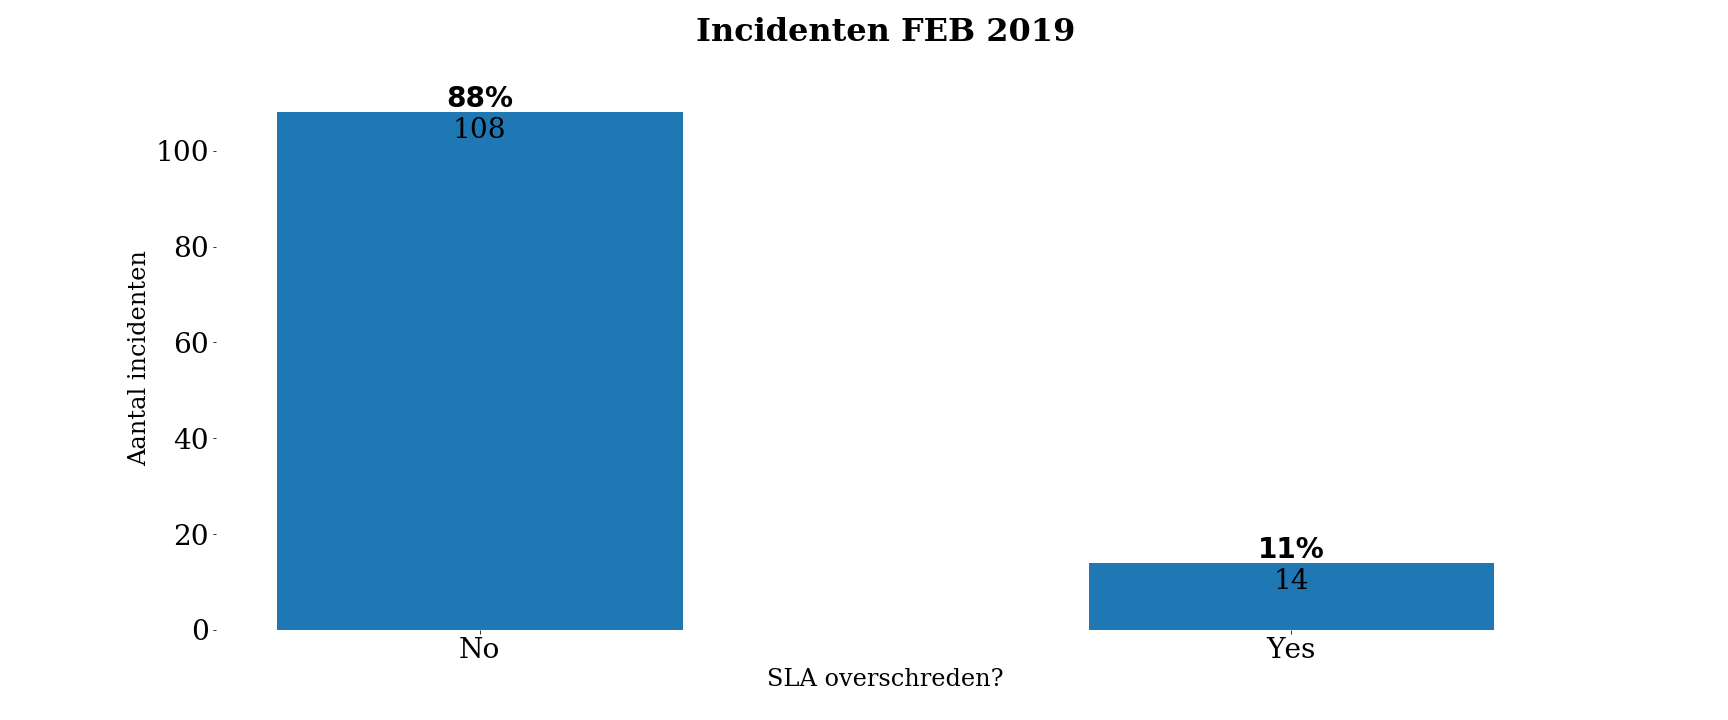 Incidenten FEB 2019
88%
108
100
80
60
40
20
0
Aantal incidenten
11%
14
No
Yes
SLA overschreden?